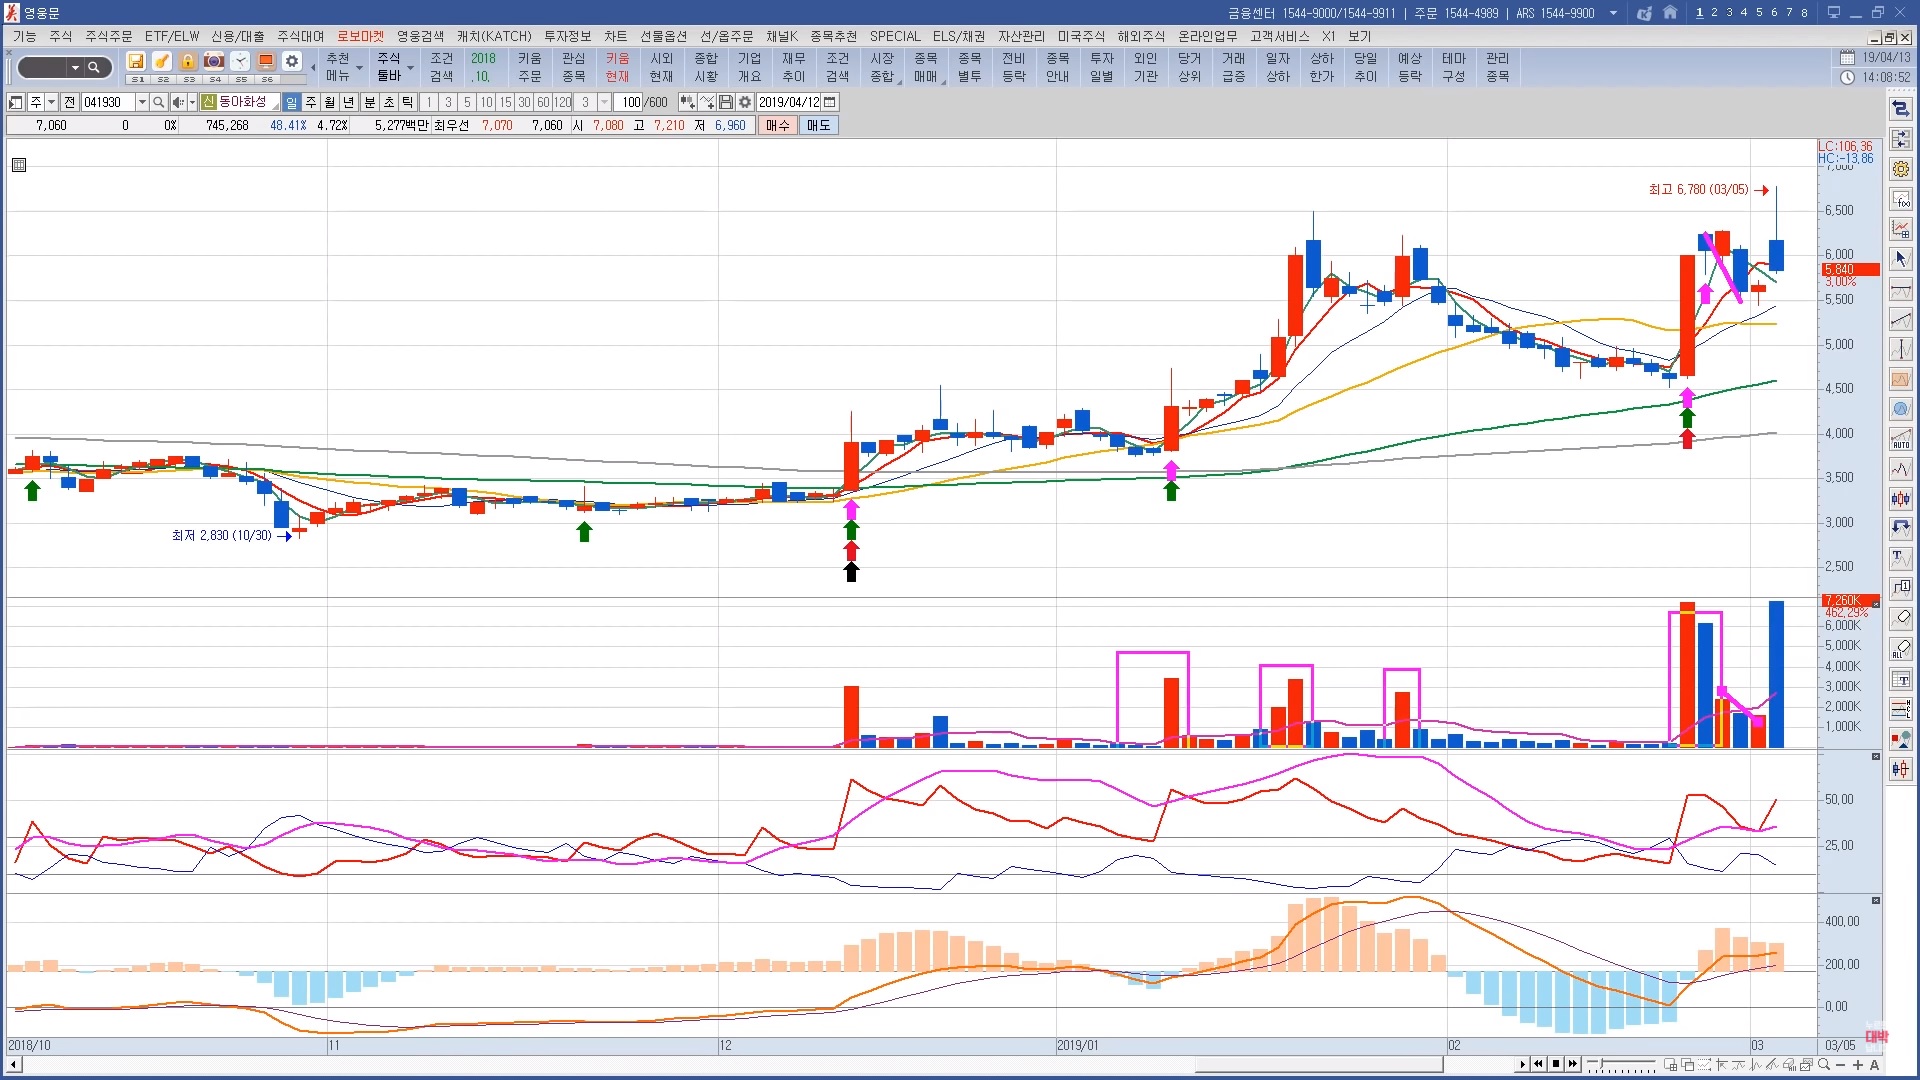 영웅문
금융센터 1544-9000/1544-9911 | 주문 1544-4989 | ARS 1544-9900
1 2 3 4 5 6 7 8
기능 주식 주식주문 ETF/ELW 신용/대출 주식대여 로보마켓 영웅검색 캐치(KATCH) 투자정보 차트 선물옵션 선/옵주문 채널K 종목추천 SPECIAL ELS/채권 자산관리 미국주식 해외주식 온라인업무 고객서비스 X1 보기
추천 주식 조건 2018 키움 관심 키움 시외 종합 기업 재무 조건 시장 종목 종목 전비 종목 투자 외인 당거 거래 일자 상하 당일 예상 테마 관리
19/04/13
S1 S2 S3 S4 S5 S6
메뉴 툴바 검색 .10. 주문 종목 현재 현재 시황 개요 추이 검색 종합 매매 별투 등락 안내 일별 기관 상위 급증 상하 한가 추이 등락 구성 종목
14:08:52
주 전 041930 신 동아화성 일 주 월 년 분 초 틱 1 3 5 10 15 30 60 120 3 100 /600 2019/04/12
7,060 0 0% 745,268 48.41% 4.72% 5,277백만 최우선 7,070 7,060 시 7,080 고 7,210 저 6,960 매수 매도
LC:106,36
HC:-13,86
7,000
최고 6,780 (03/05)
6,500
6,000
5,840
3,00%
5,500
5,000
4,500
4,000
3,500
최저 2,830 (10/30)
3,000
2,500
7,260K
462,29%
6,000K
5,000K
4,000K
3,000K
2,000K
1,000K
50,00
25,00
400,00
200,00
0,00
대박
2018/10 11 12 2019/01 02 03 03/05
AUTO
ALL
A